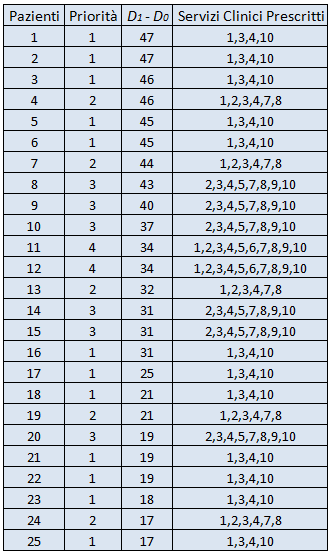 Pazienti Priorità D1 - D0 Servizi Clinici Prescritti
1 1 47 1,3,4,10
2 1 47 1,3,4,10
3 1 46 1,3,4,10
4 2 46 1,2,3,4,7,8
5 1 45 1,3,4,10
6 1 45 1,3,4,10
7 2 44 1,2,3,4,7,8
8 3 43 2,3,4,5,7,8,9,10
9 3 40 2,3,4,5,7,8,9,10
10 3 37 2,3,4,5,7,8,9,10
11 4 34 1,2,3,4,5,6,7,8,9,10
12 4 34 1,2,3,4,5,6,7,8,9,10
13 2 32 1,2,3,4,7,8
14 3 31 2,3,4,5,7,8,9,10
15 3 31 2,3,4,5,7,8,9,10
16 1 31 1,3,4,10
17 1 25 1,3,4,10
18 1 21 1,3,4,10
19 2 21 1,2,3,4,7,8
20 3 19 2,3,4,5,7,8,9,10
21 1 19 1,3,4,10
22 1 19 1,3,4,10
23 1 18 1,3,4,10
24 2 17 1,2,3,4,7,8
25 1 17 1,3,4,10